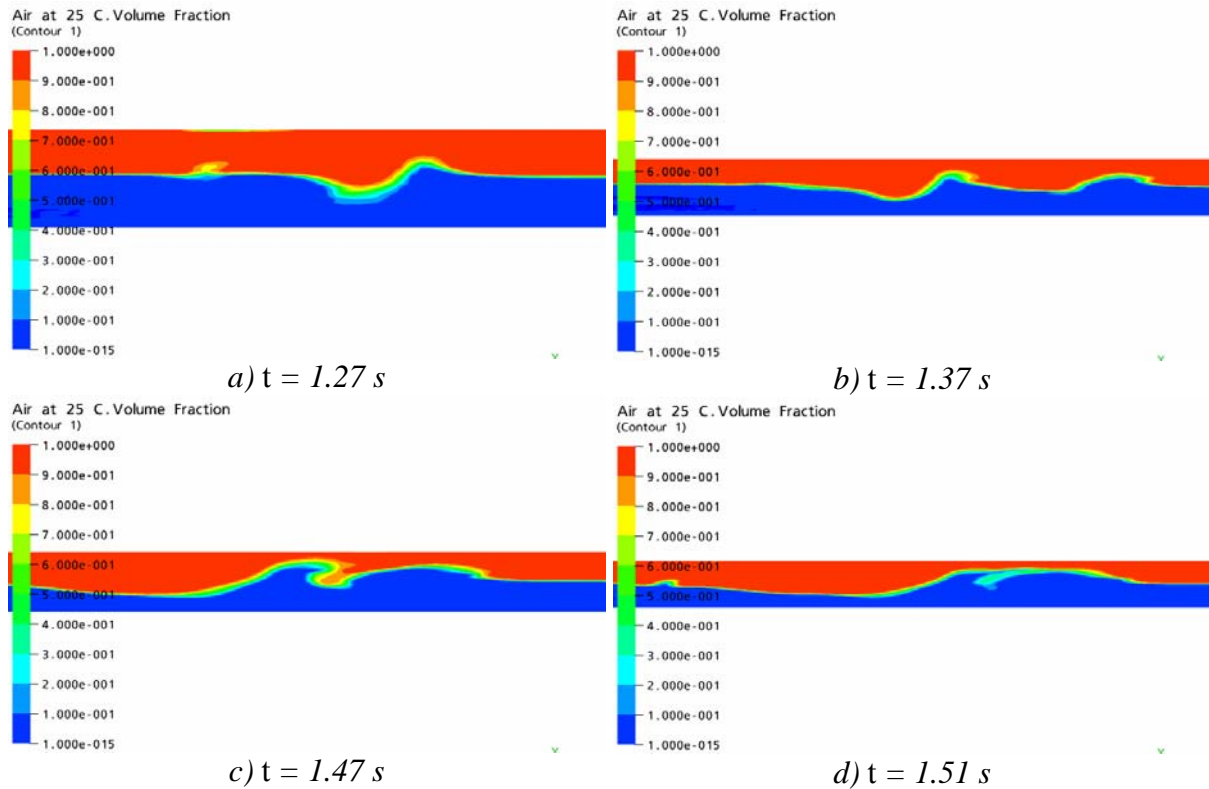 Air at 25 C.Volume Fraction
(Contour 1)
1.000e+000
9.000e-001
8.000e-001
7.000e-001
6.000e-001
5.000e-001
4.000e-001
3.000e-001
2.000e-001
1.000e-001
1.000e-015
a) t = 1.27 s
Air at 25 C.Volume Fraction
(Contour 1)
1.000e+000
9.000e-001
8.000e-001
7.000e-001
6.000e-001
5.000e-001
4.000e-001
3.000e-001
2.000e-001
1.000e-001
1.000e-015
b) t = 1.37 s
Air at 25 C.Volume Fraction
(Contour 1)
1.000e+000
9.000e-001
8.000e-001
7.000e-001
6.000e-001
5.000e-001
4.000e-001
3.000e-001
2.000e-001
1.000e-001
1.000e-015
c) t = 1.47 s
Air at 25 C.Volume Fraction
(Contour 1)
1.000e+000
9.000e-001
8.000e-001
7.000e-001
6.000e-001
5.000e-001
4.000e-001
3.000e-001
2.000e-001
1.000e-001
1.000e-015
d) t = 1.51 s